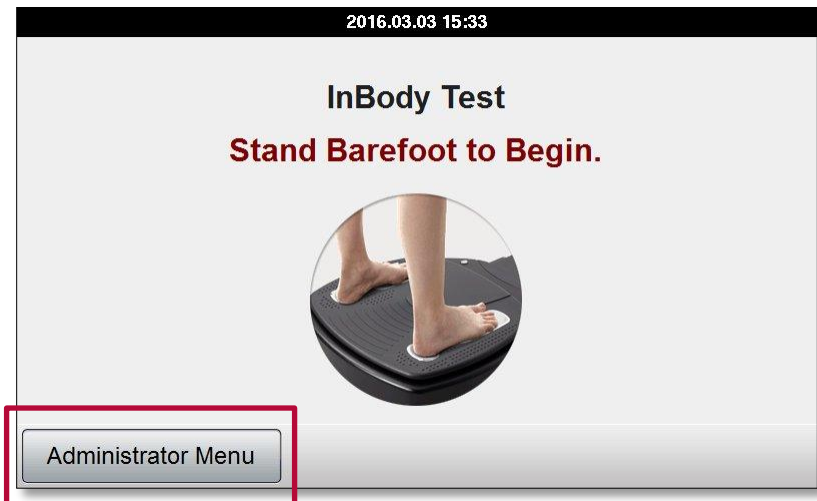 2016.03.03 15:33
InBody Test
Stand Barefoot to Begin.
Administrator Menu